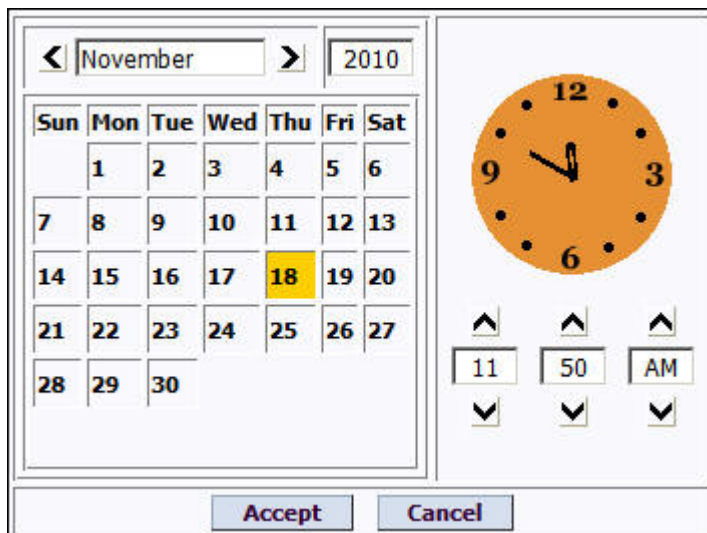 November 2010
Sun Mon Tue Wed Thu Fri Sat
1 2 3 4 5 6
7 8 9 10 11 12 13
14 15 16 17 18 19 20
21 22 23 24 25 26 27
28 29 30
12
9 3
6
11 50 AM
Accept Cancel